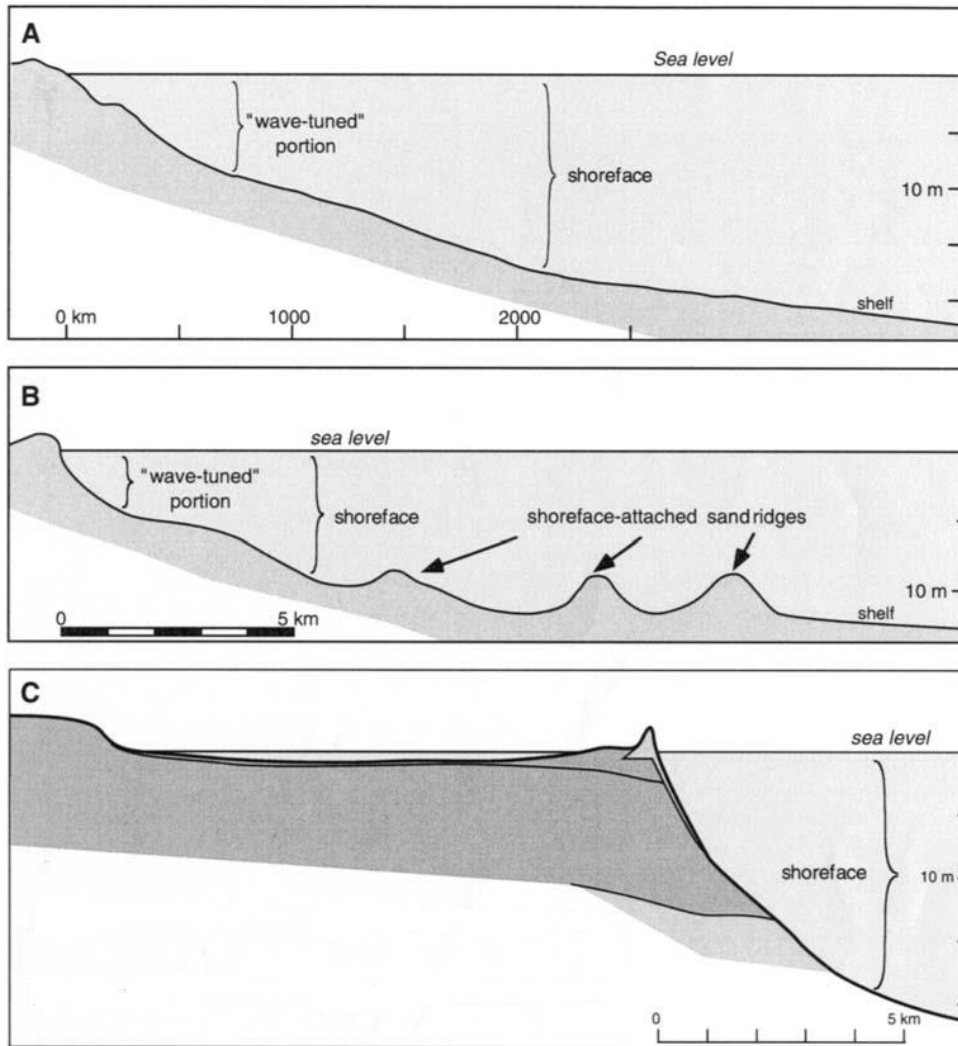 A
Sea level
"wave-tuned"
portion
shoreface
10 m
shelf
0 km 1000 2000
B
sea level
"wave-tuned"
portion
shoreface
shoreface-attached sand ridges
10 m
shelf
0 5 km
C
sea level
shoreface
10 m
0 5 km